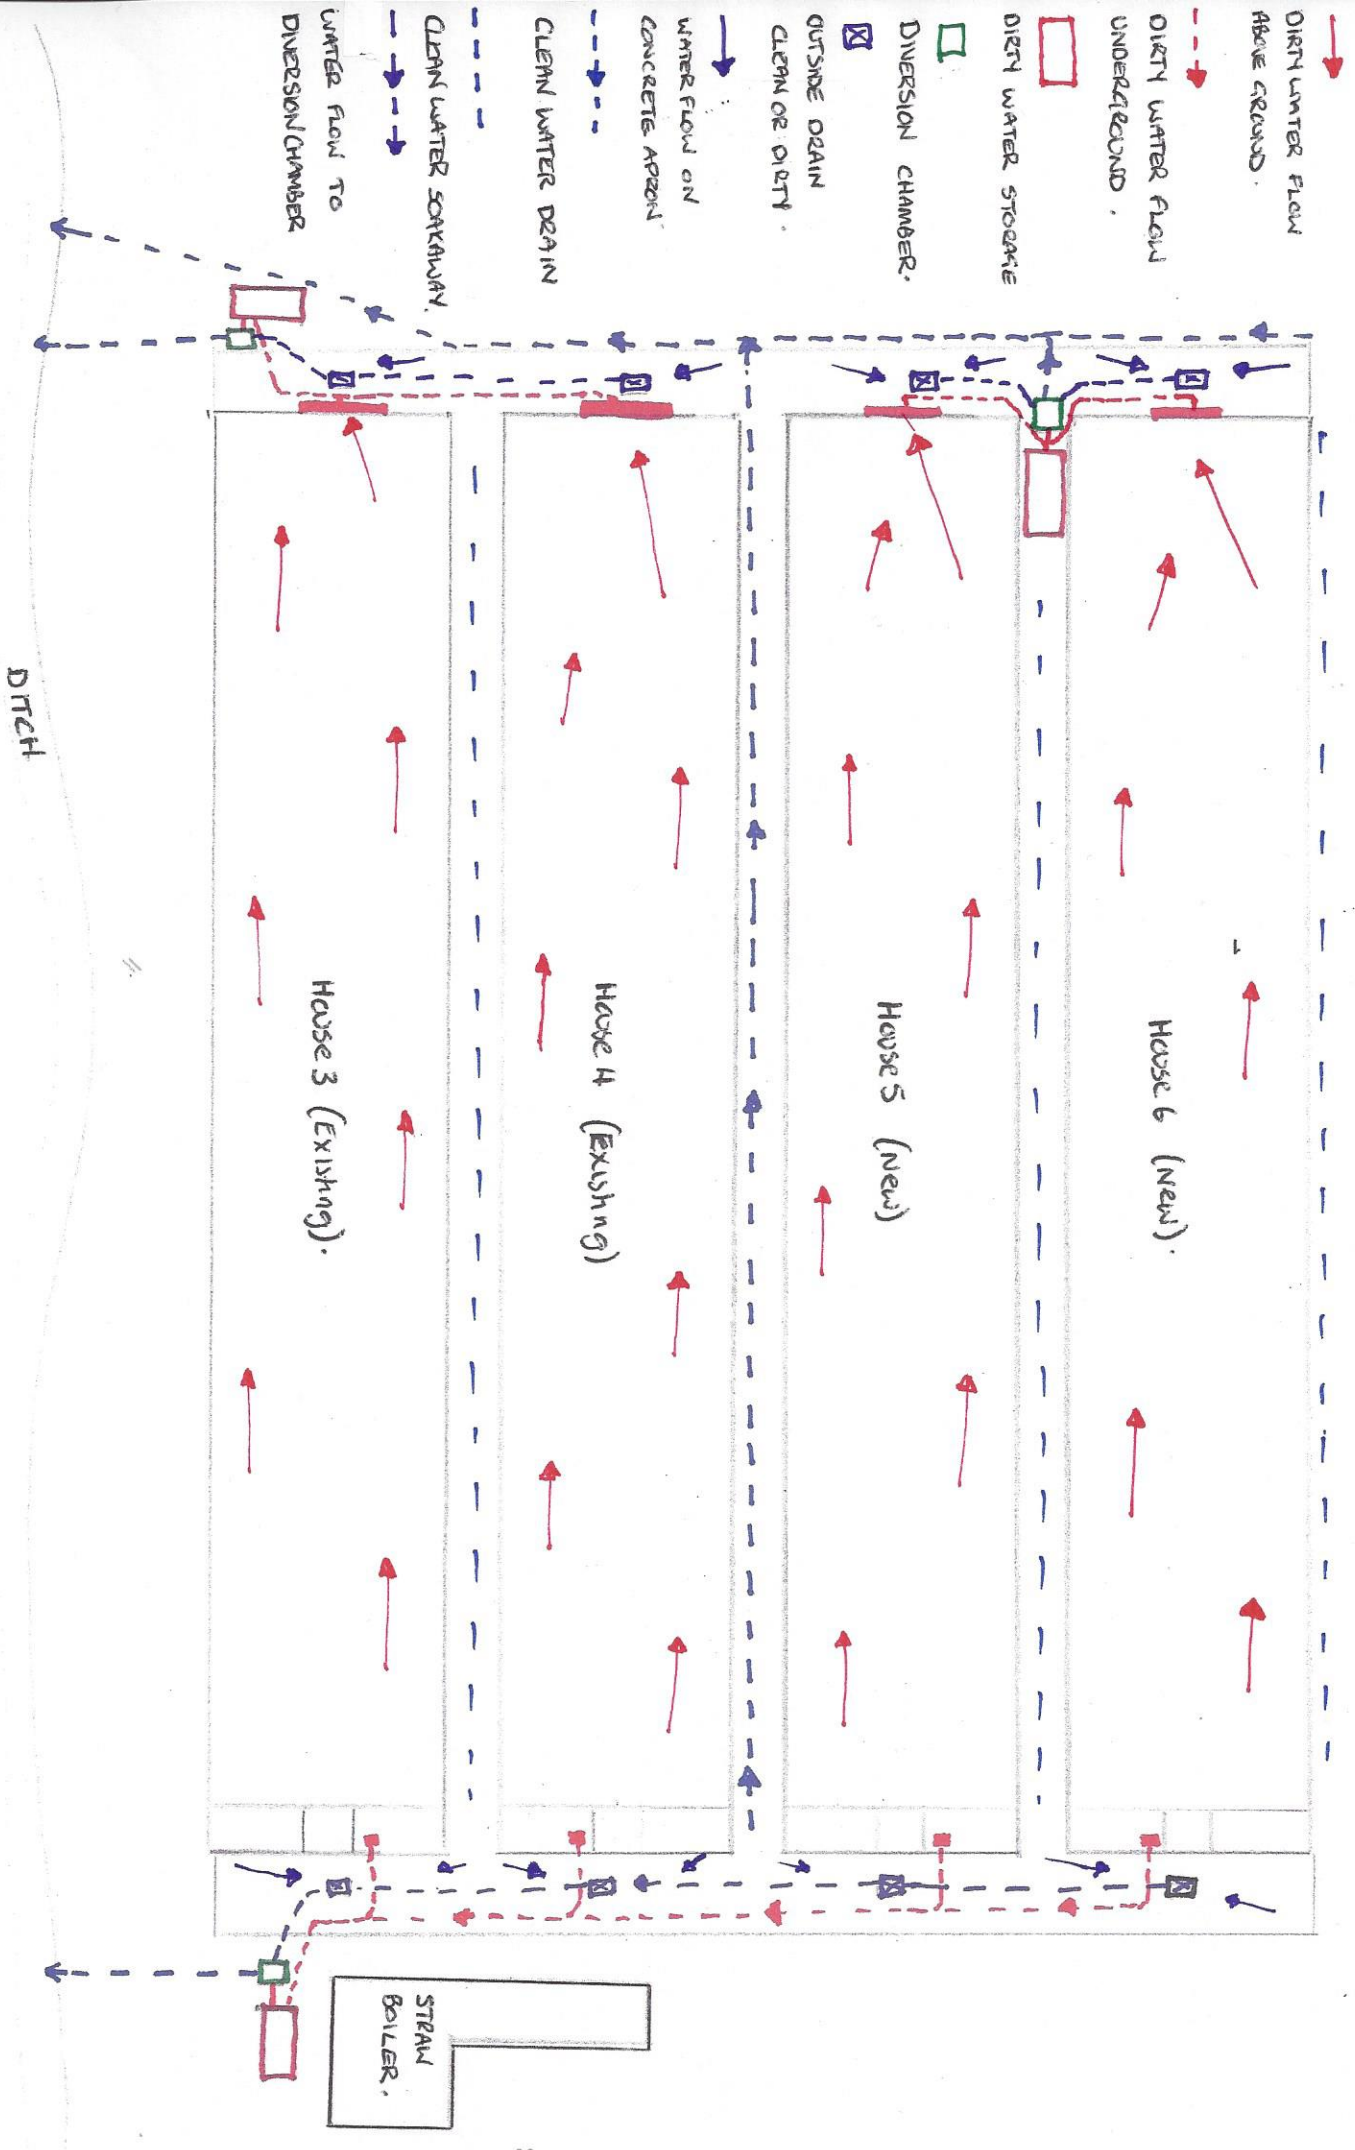 DIRTY WATER FLOW
ABOVE GROUND.
DIRTY WATER FLOW
UNDERGROUND.
DIRTY WATER STORAGE
DIVERSION CHAMBER.
OUTSIDE DRAIN
CLEAN OR DIRTY.
WATER FLOW ON
CONCRETE APRON
CLEAN WATER DRAIN
CLEAN WATER SOAKAWAY.
WATER FLOW TO
DIVERSION CHAMBER
House 6 (New).
House 5 (New)
House 4 (Existing)
House 3 (Existing).
DITCH
STRAW
BOILER.